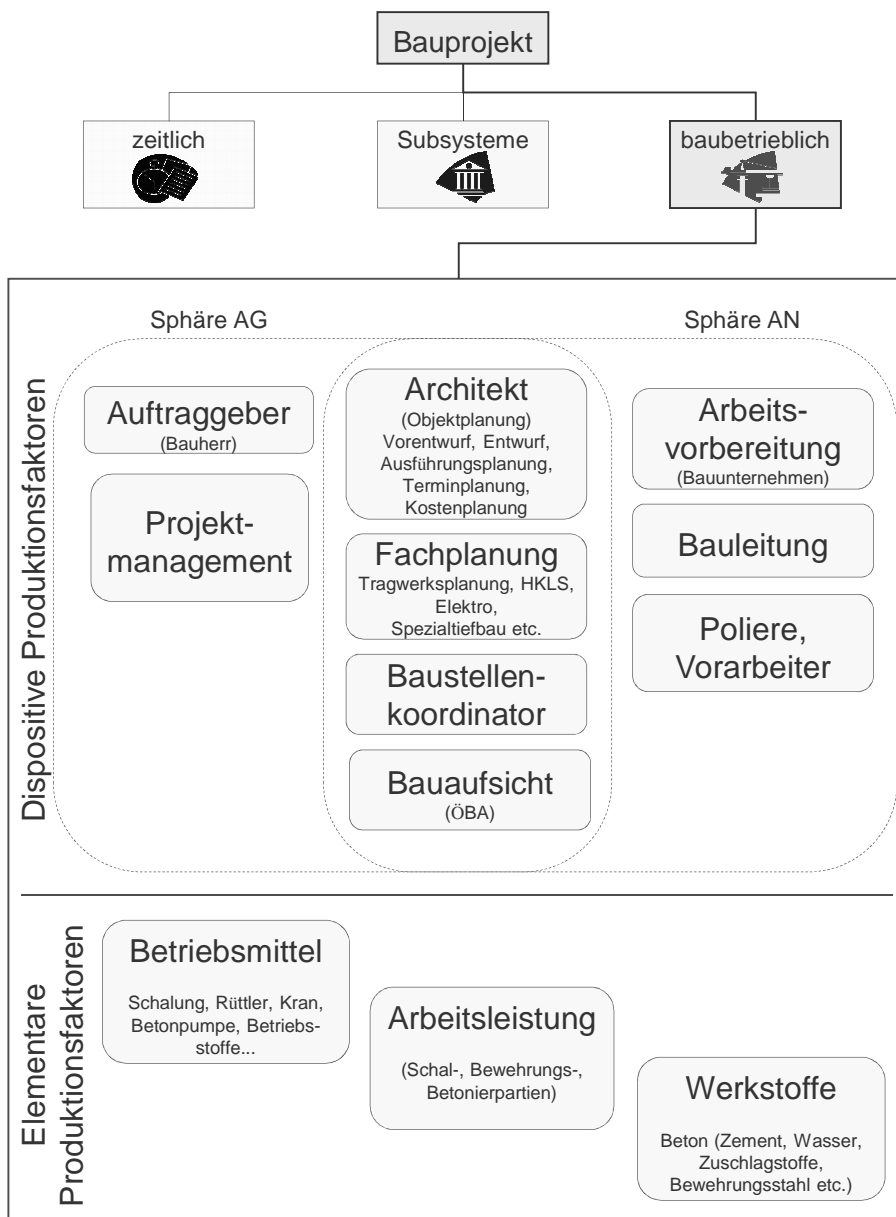 Bauprojekt
zeitlich
Subsysteme
baubetrieblich
Dispositive Produktionsfaktoren
Sphäre AG
Sphäre AN
Auftraggeber
(Bauherr)
Projekt-
management
Architekt
(Objektplanung)
Vorentwurf, Entwurf,
Ausführungsplanung,
Terminplanung,
Kostenplanung
Fachplanung
Tragwerksplanung, HKLS,
Elektro,
Spezialtiefbau etc.
Baustellen-
koordinator
Bauaufsicht
(ÖBA)
Arbeits-
vorbereitung
(Bauunternehmen)
Bauleitung
Poliere,
Vorarbeiter
Elementare
Produktionsfaktoren
Betriebsmittel
Schalung, Rüttler, Kran,
Betonpumpe, Betriebs-
stoffe...
Arbeitsleistung
(Schal-, Bewehrungs-,
Betonierpartien)
Werkstoffe
Beton (Zement, Wasser,
Zuschlagstoffe,
Bewehrungsstahl etc.)